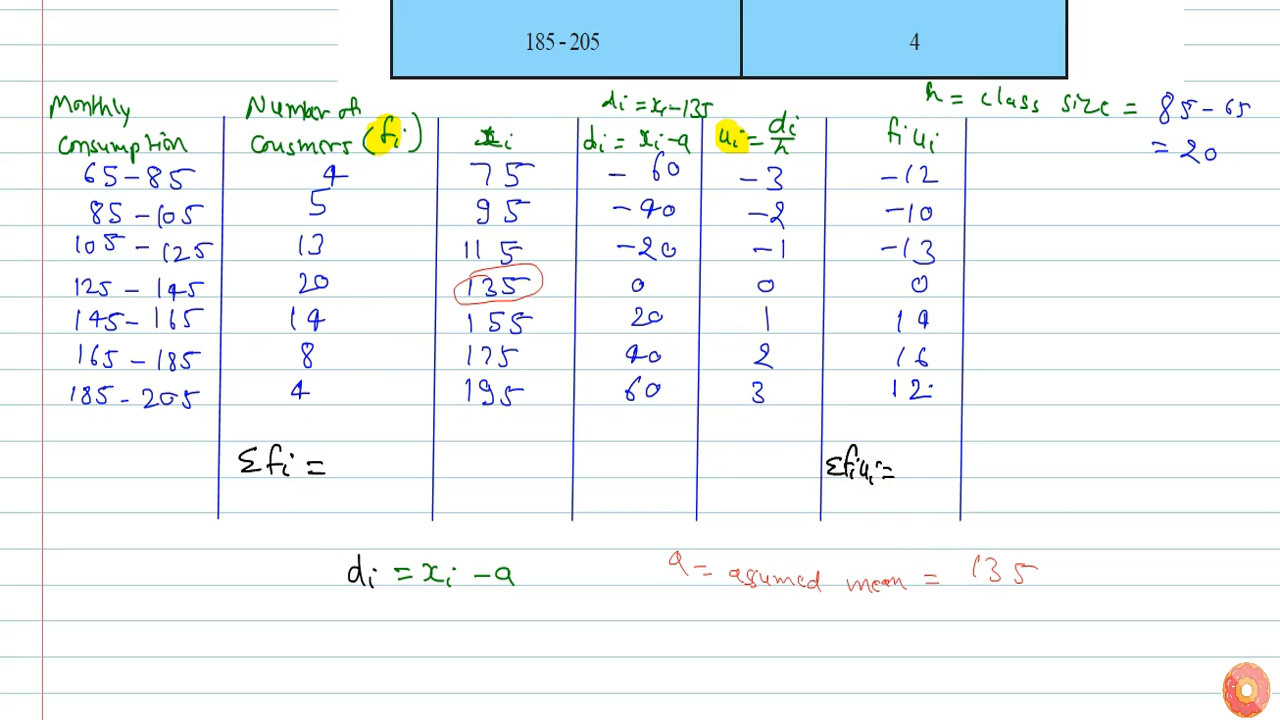 185-205 4
di = xi-135 h = class size = 85-65
Monthly Number of = 20
consumption Cousmors (fi) xi di = xi-a ui = di/h fiui
65-85 4 75 -60 -3 -12
85-105 5 95 -40 -2 -10
105-125 13 115 -20 -1 -13
125-145 20 135 0 0 0
145-165 14 155 20 1 14
165-185 8 175 40 2 16
185-205 4 195 60 3 12
Σfi = Σfiui=
di = xi - a a = asumed mean = 135